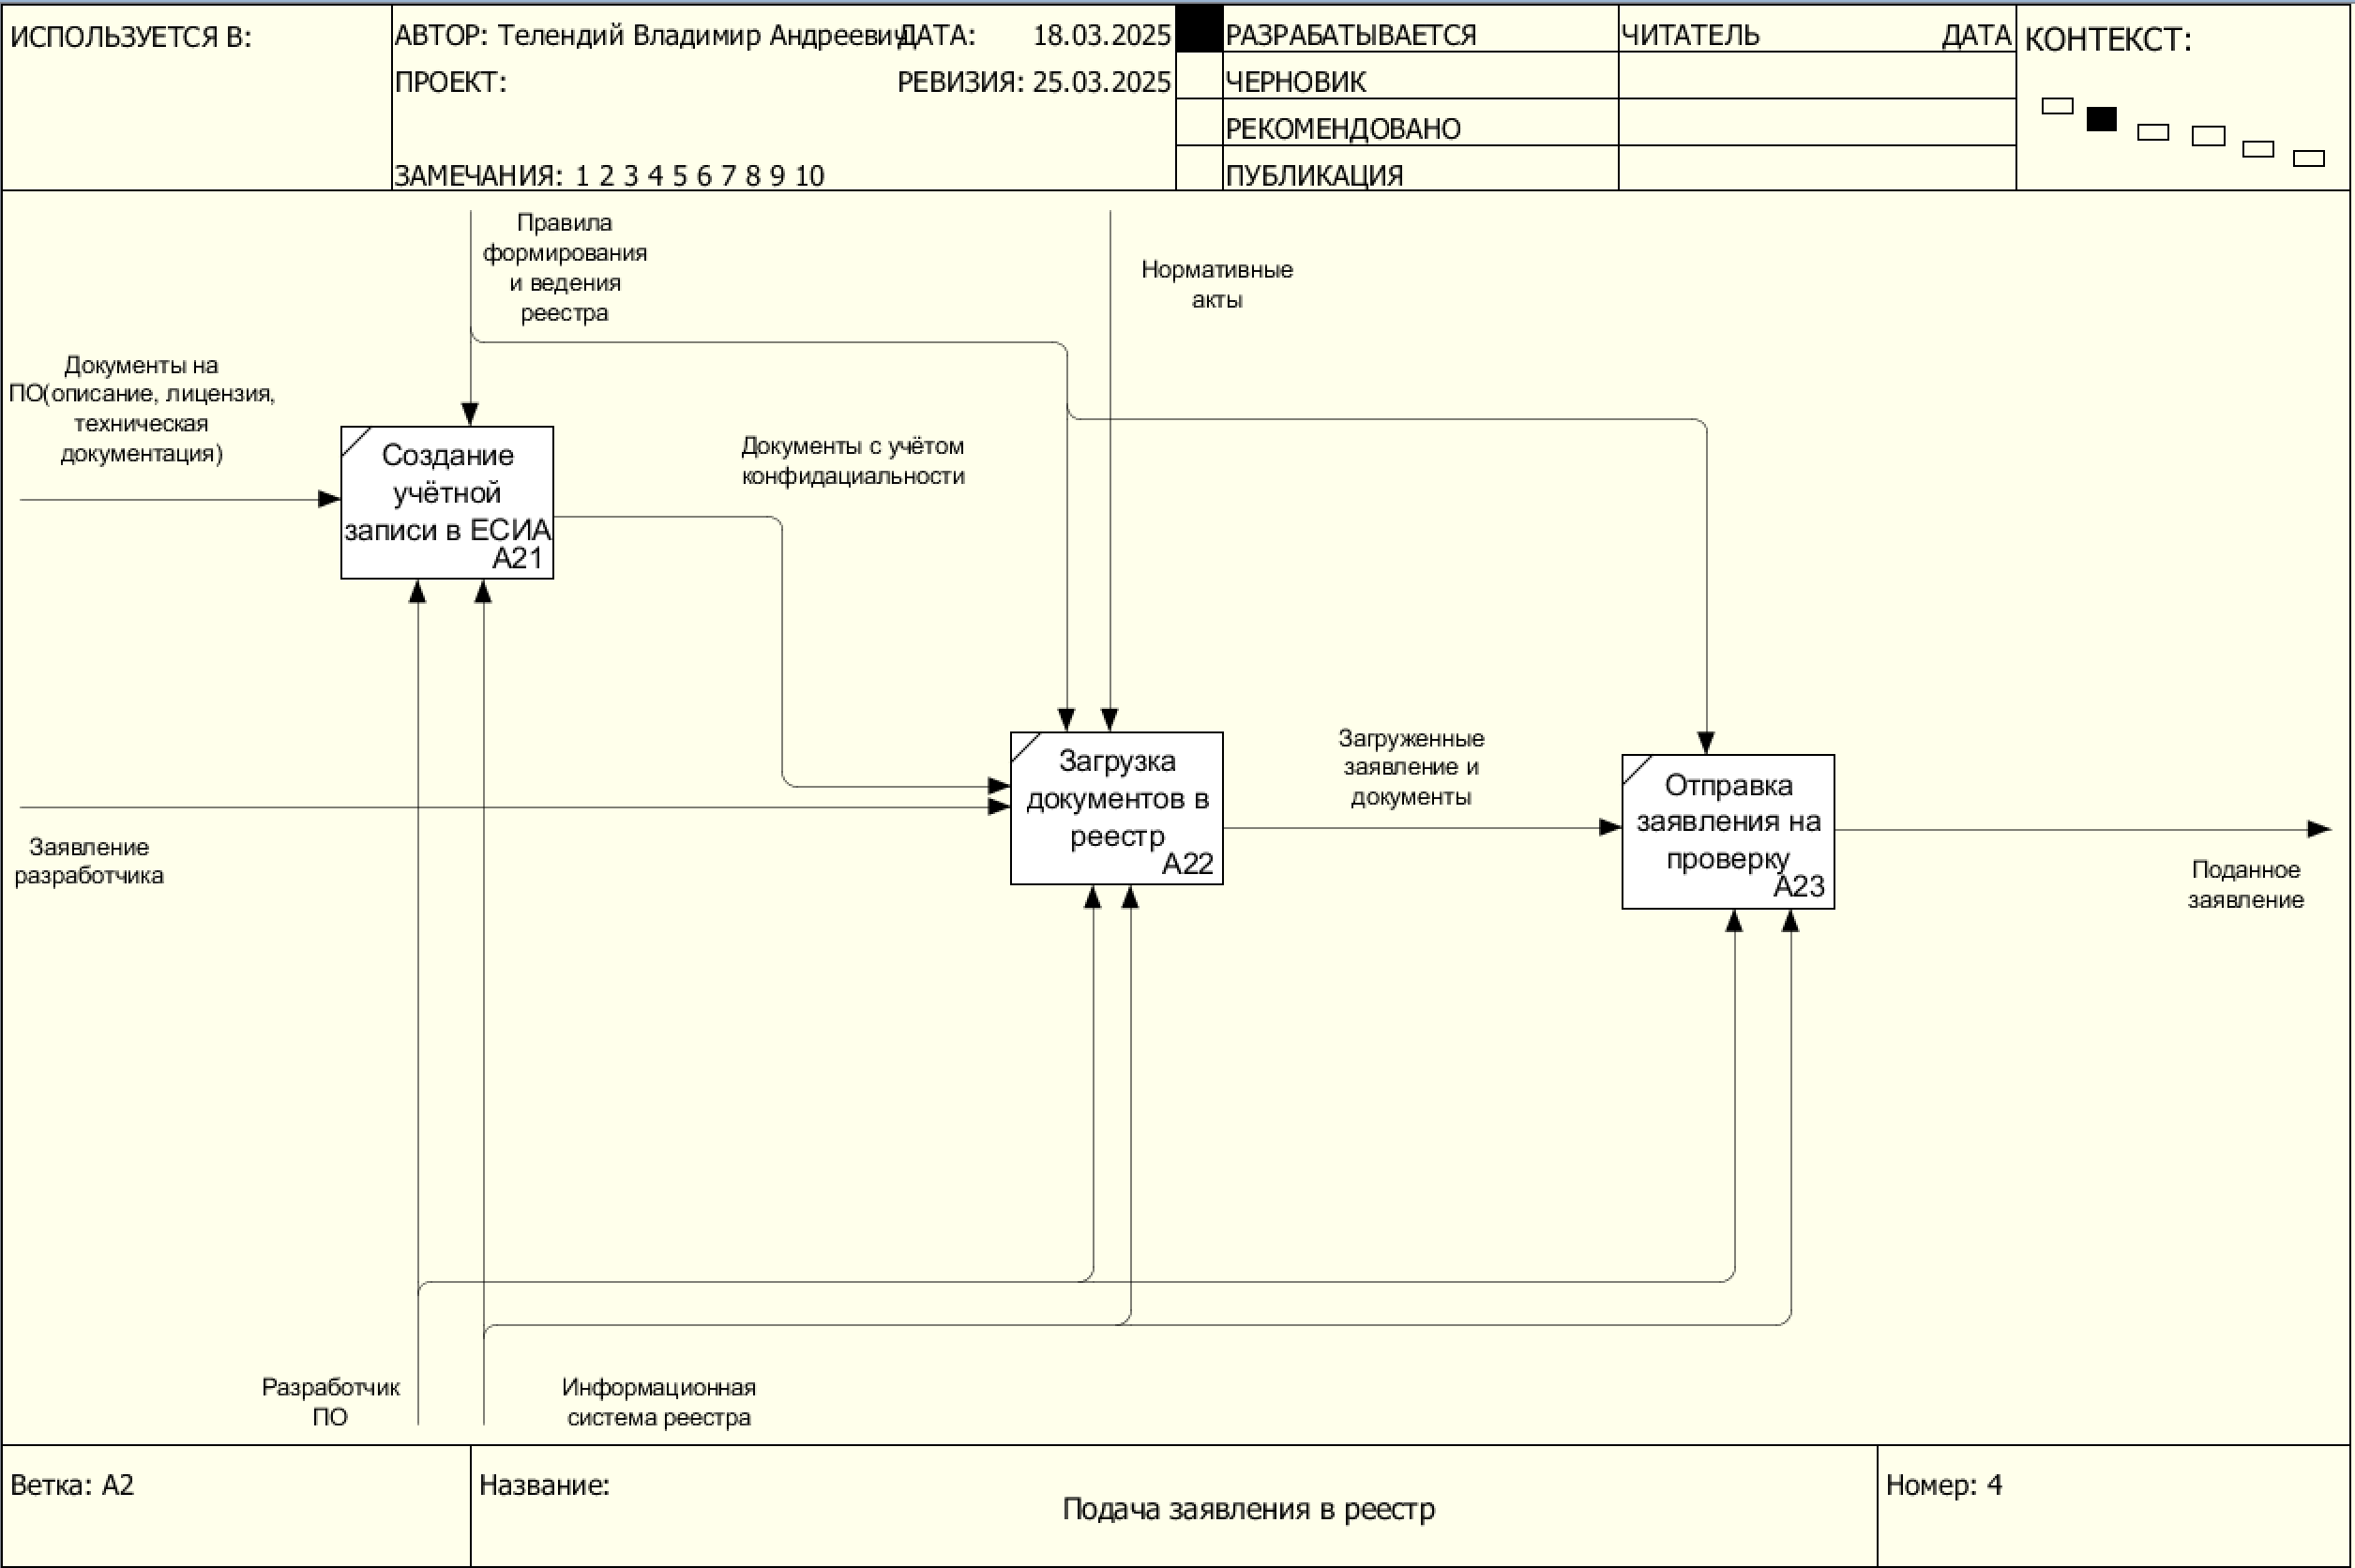 ИСПОЛЬЗУЕТСЯ В:
АВТОР: Телендий Владимир Андреевич
ДАТА: 18.03.2025
ПРОЕКТ:
РЕВИЗИЯ: 25.03.2025
ЗАМЕЧАНИЯ: 1 2 3 4 5 6 7 8 9 10
РАЗРАБАТЫВАЕТСЯ
ЧЕРНОВИК
РЕКОМЕНДОВАНО
ПУБЛИКАЦИЯ
ЧИТАТЕЛЬ ДАТА
КОНТЕКСТ:
Правила
формирования
и ведения
реестра
Нормативные
акты
Документы на
ПО(описание, лицензия,
техническая
документация)
Создание
учётной
записи в ЕСИА
A21
Документы с учётом
конфидациальности
Загрузка
документов в
реестр
A22
Загруженные
заявление и
документы
Отправка
заявления на
проверку
A23
Заявление
разработчика
Поданное
заявление
Разработчик
ПО
Информационная
система реестра
Ветка: A2
Название:
Подача заявления в реестр
Номер: 4